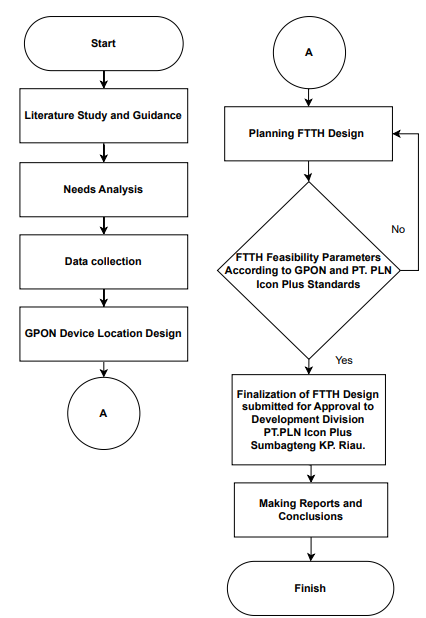 Start
Literature Study and Guidance
Needs Analysis
Data collection
GPON Device Location Design
A
A
Planning FTTH Design
No
FTTH Feasibility Parameters
According to GPON and PT. PLN
Icon Plus Standards
Yes
Finalization of FTTH Design
submitted for Approval to
Development Division
PT.PLN Icon Plus
Sumbagteng KP. Riau.
Making Reports and
Conclusions
Finish